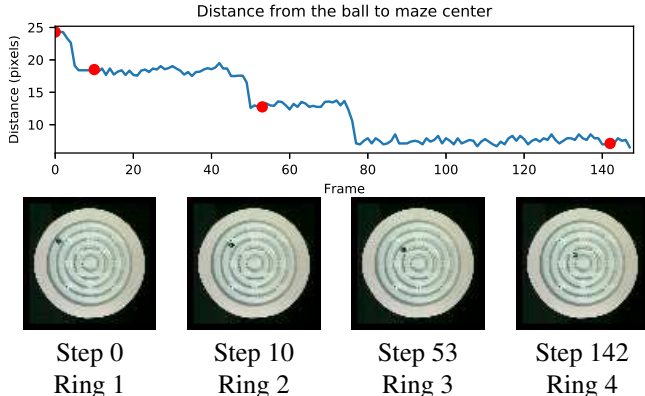 Distance from the ball to maze center
Distance (pixels)
25
20
15
10
0 20 40 60 80 100 120 140
Frame
Step 0 Step 10 Step 53 Step 142
Ring 1 Ring 2 Ring 3 Ring 4